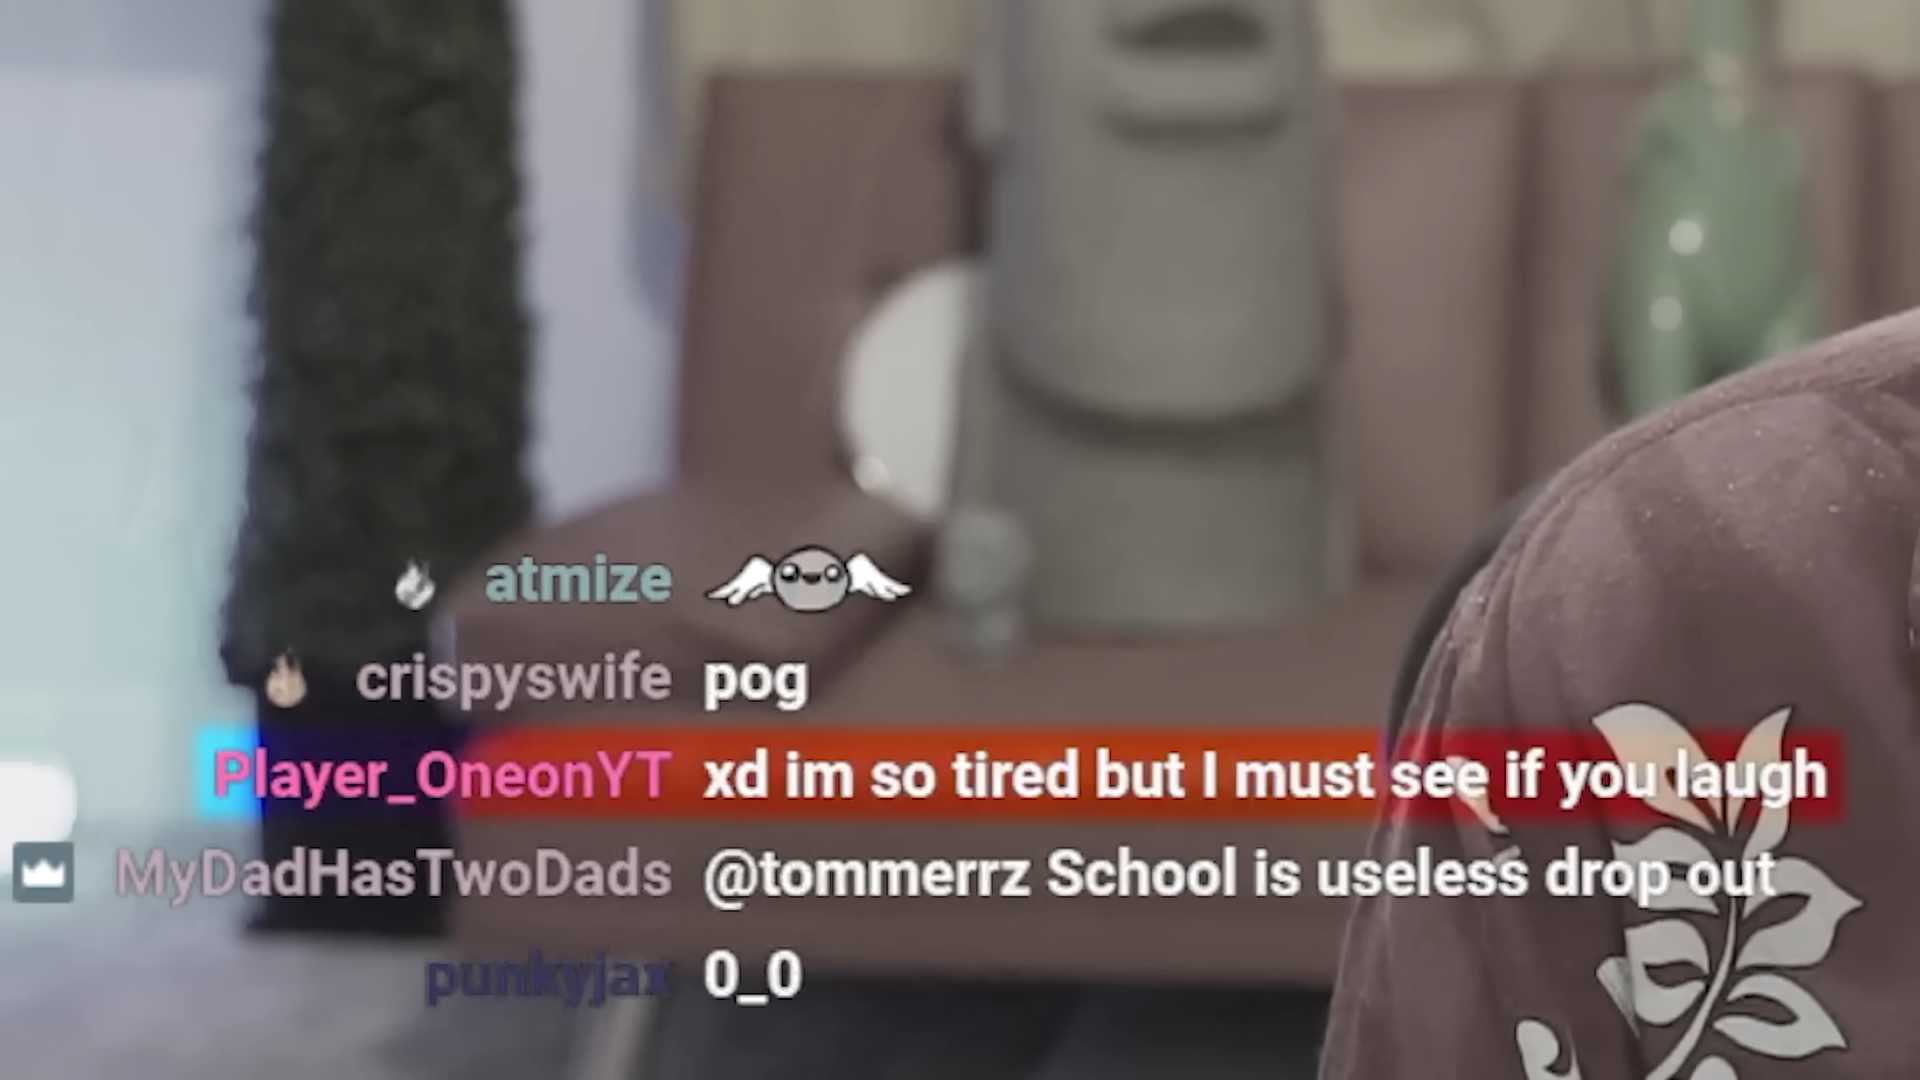 atmize
crispyswife pog
Player_OneonYT xd im so tired but I must see if you laugh
MyDadHasTwoDads @tommerrz School is useless drop out
punkyjax 0_0